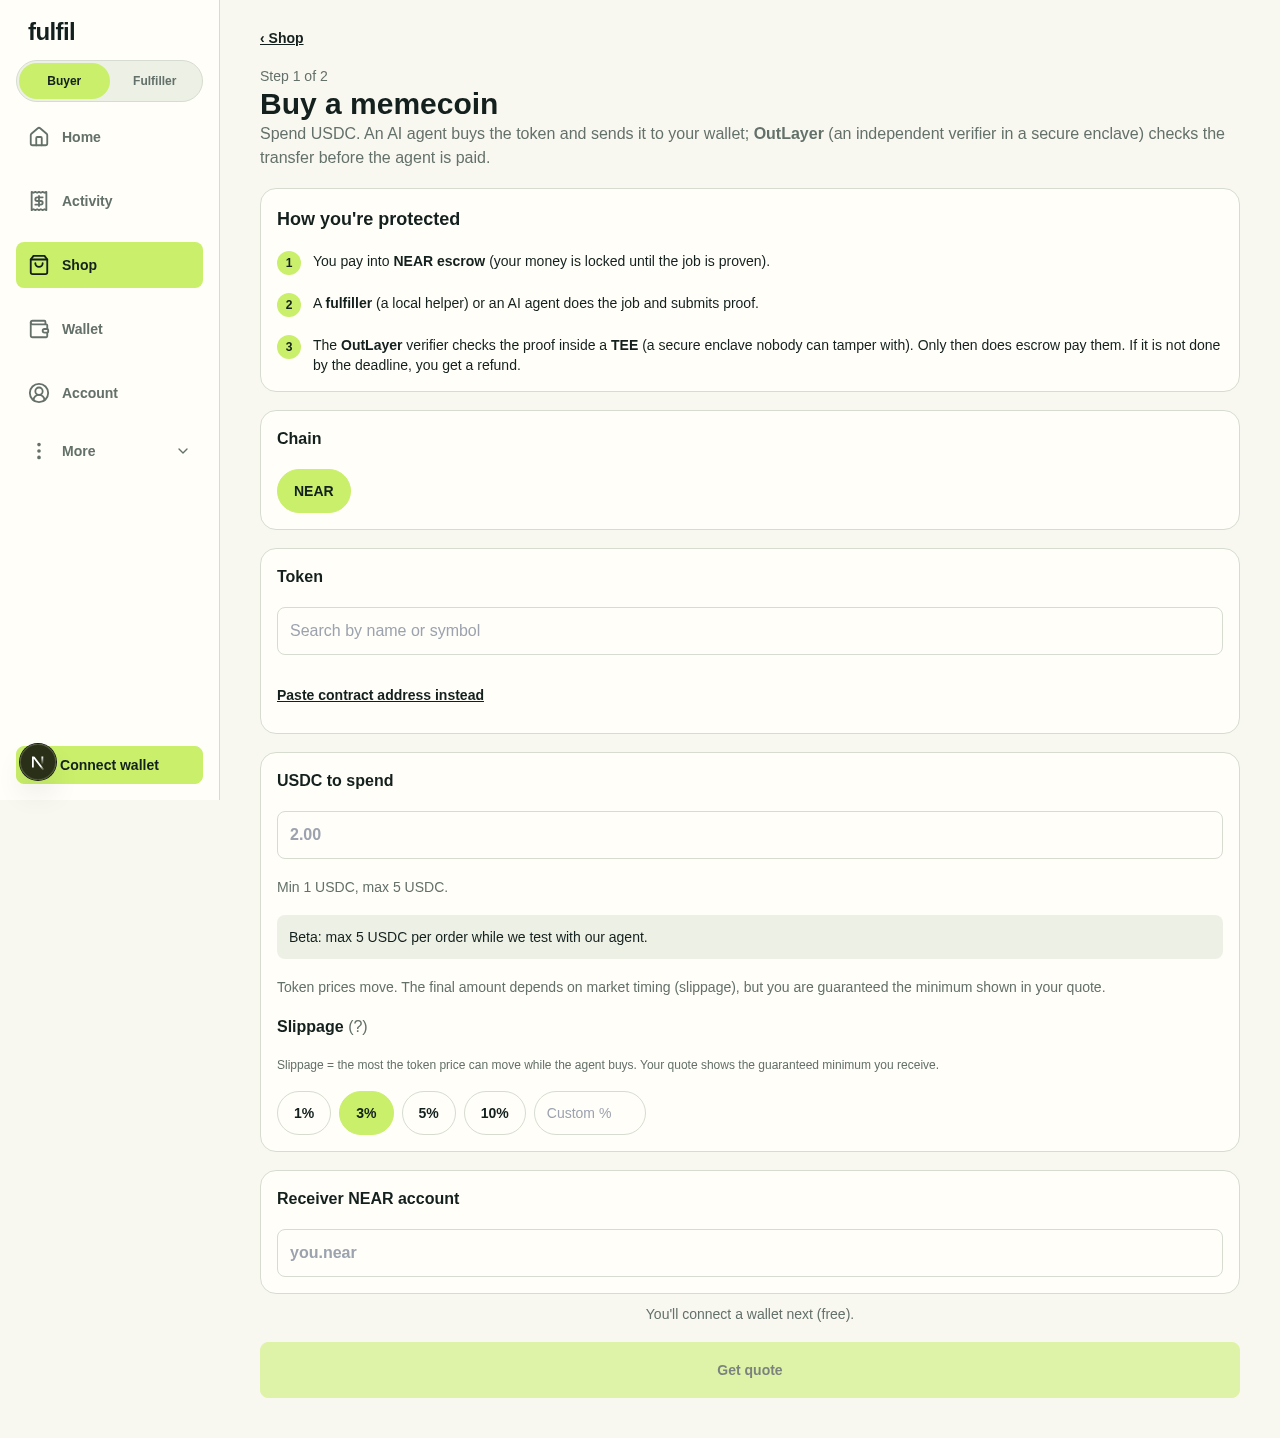 fulfil
Buyer
Fulfiller
Home
Activity
Shop
Wallet
Account
More
Connect wallet
‹ Shop
Step 1 of 2
Buy a memecoin
Spend USDC. An AI agent buys the token and sends it to your wallet; OutLayer (an independent verifier in a secure enclave) checks the
transfer before the agent is paid.
How you're protected
1 You pay into NEAR escrow (your money is locked until the job is proven).
2 A fulfiller (a local helper) or an AI agent does the job and submits proof.
3 The OutLayer verifier checks the proof inside a TEE (a secure enclave nobody can tamper with). Only then does escrow pay them. If it is not done
by the deadline, you get a refund.
Chain
NEAR
Token
Search by name or symbol
Paste contract address instead
USDC to spend
2.00
Min 1 USDC, max 5 USDC.
Beta: max 5 USDC per order while we test with our agent.
Token prices move. The final amount depends on market timing (slippage), but you are guaranteed the minimum shown in your quote.
Slippage (?)
Slippage = the most the token price can move while the agent buys. Your quote shows the guaranteed minimum you receive.
1% 3% 5% 10% Custom %
Receiver NEAR account
you.near
You'll connect a wallet next (free).
Get quote